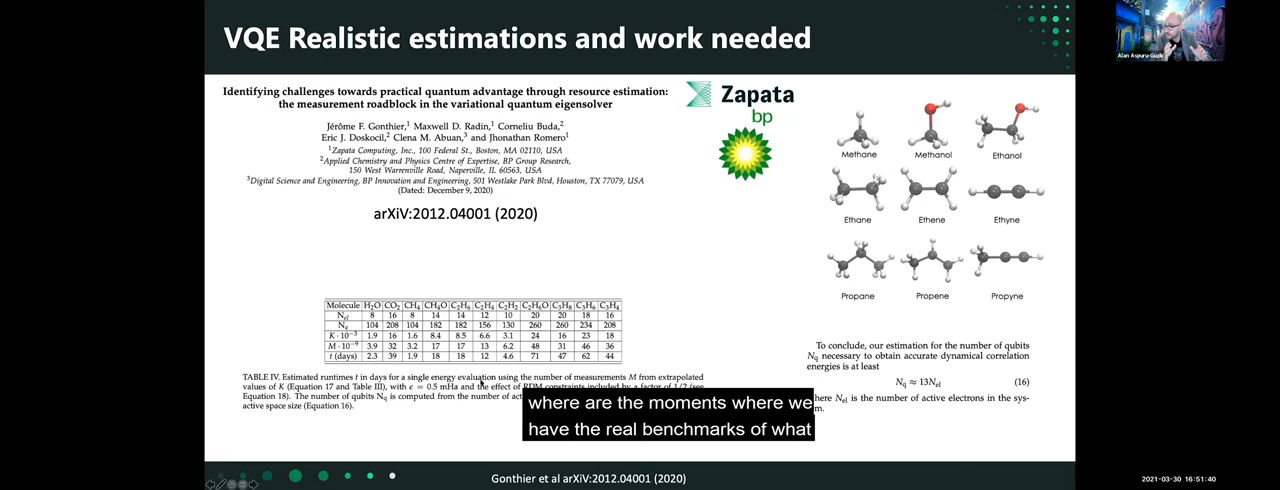 VQE Realistic estimations and work needed
Alan Aspuru-Guzik
Identifying challenges towards practical quantum advantage through resource estimation:
the measurement roadblock in the variational quantum eigensolver
Jérôme F. Gonthier,1 Maxwell D. Radin,1 Corneliu Buda,2
Eric J. Doskocil,2 Clena M. Abuan,3 and Jhonathan Romero1
1Zapata Computing, Inc., 100 Federal St., Boston, MA 02110, USA
2Applied Chemistry and Physics Centre of Expertise, BP Group Research,
150 West Warrenville Road, Naperville, IL 60563, USA
3Digital Science and Engineering, BP Innovation and Engineering, 501 Westlake Park Blvd, Houston, TX 77079, USA
(Dated: December 9, 2020)
arXiV:2012.04001 (2020)
Zapata
bp
Methane Methanol Ethanol
Ethane Ethene Ethyne
Propane Propene Propyne
Molecule H2O CO2 CH4 CH4O C2H6 C2H4 C2H2 C2H6O C3H8 C3H6 C3H4
Nel 8 16 8 14 14 12 10 20 20 18 16
Nq 104 208 104 182 182 156 130 260 260 234 208
K · 10−3 1.9 16 1.6 8.4 8.5 6.6 3.1 24 16 23 18
M · 10−9 3.9 32 3.2 17 17 13 6.2 48 32 46 36
t (days) 2.3 39 1.9 18 18 12 4.6 71 47 62 44
TABLE IV. Estimated runtimes t in days for a single energy evaluation using the number of measurements M from extrapolated
values of K (Equation 17 and Table III), with ϵ = 0.5 mHa and the effect of RDM constraints included by a factor of 1/2 (see
Equation 18). The number of qubits Nq is computed from the number of
active space size (Equation 16).
To conclude, our estimation for the number of qubits
Nq necessary to obtain accurate dynamical correlation
energies is at least
Nq ≈ 13Nel (16)
here Nel is the number of active electrons in the sys-
m.
where are the moments where we
have the real benchmarks of what
Gonthier et al arXiv:2012.04001 (2020)
2021-03-30 16:51:40